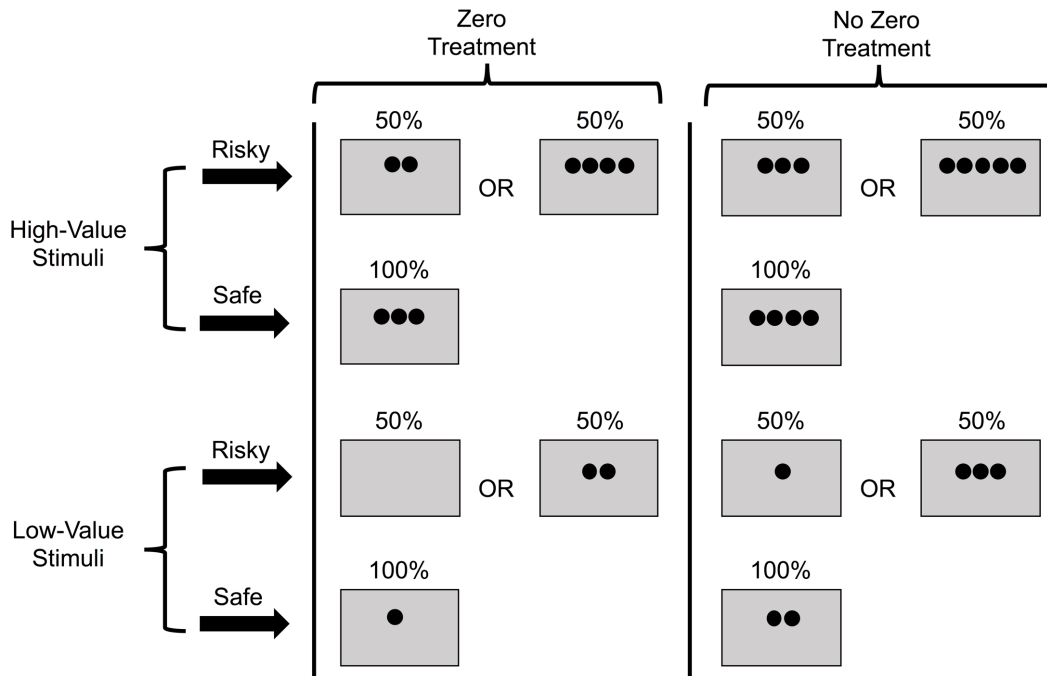 Zero
Treatment
No Zero
Treatment
50%
50%
50%
50%
Risky
OR
OR
High-Value
Stimuli
100%
100%
Safe
50%
50%
50%
50%
Risky
OR
OR
Low-Value
Stimuli
100%
100%
Safe